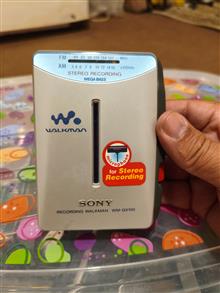 FM
AM
STEREO RECORDING
MEGA BASS
WALKMAN
for Stereo
Recording
SONY
RECORDING WALKMAN